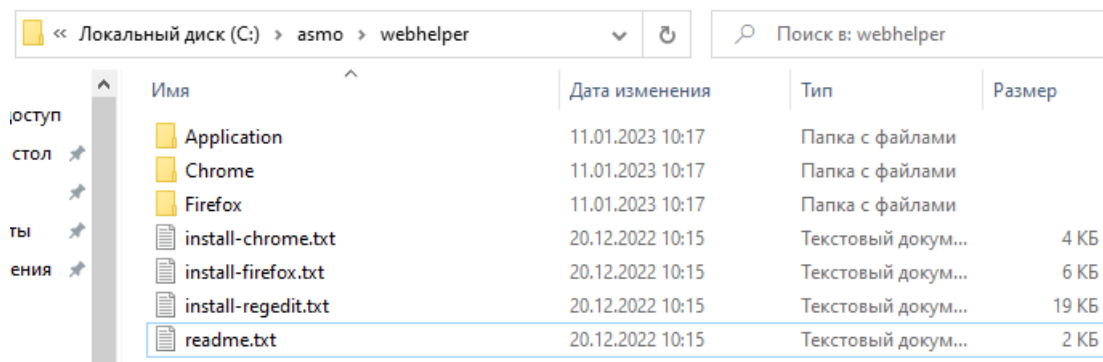 « Локальный диск (C:) › asmo › webhelper Поиск в: webhelper
Имя Дата изменения Тип Размер
доступ
Application 11.01.2023 10:17 Папка с файлами
стол
Chrome 11.01.2023 10:17 Папка с файлами
Firefox 11.01.2023 10:17 Папка с файлами
ты
install-chrome.txt 20.12.2022 10:15 Текстовый докум... 4 КБ
ения
install-firefox.txt 20.12.2022 10:15 Текстовый докум... 6 КБ
install-regedit.txt 20.12.2022 10:15 Текстовый докум... 19 КБ
readme.txt 20.12.2022 10:15 Текстовый докум... 2 КБ